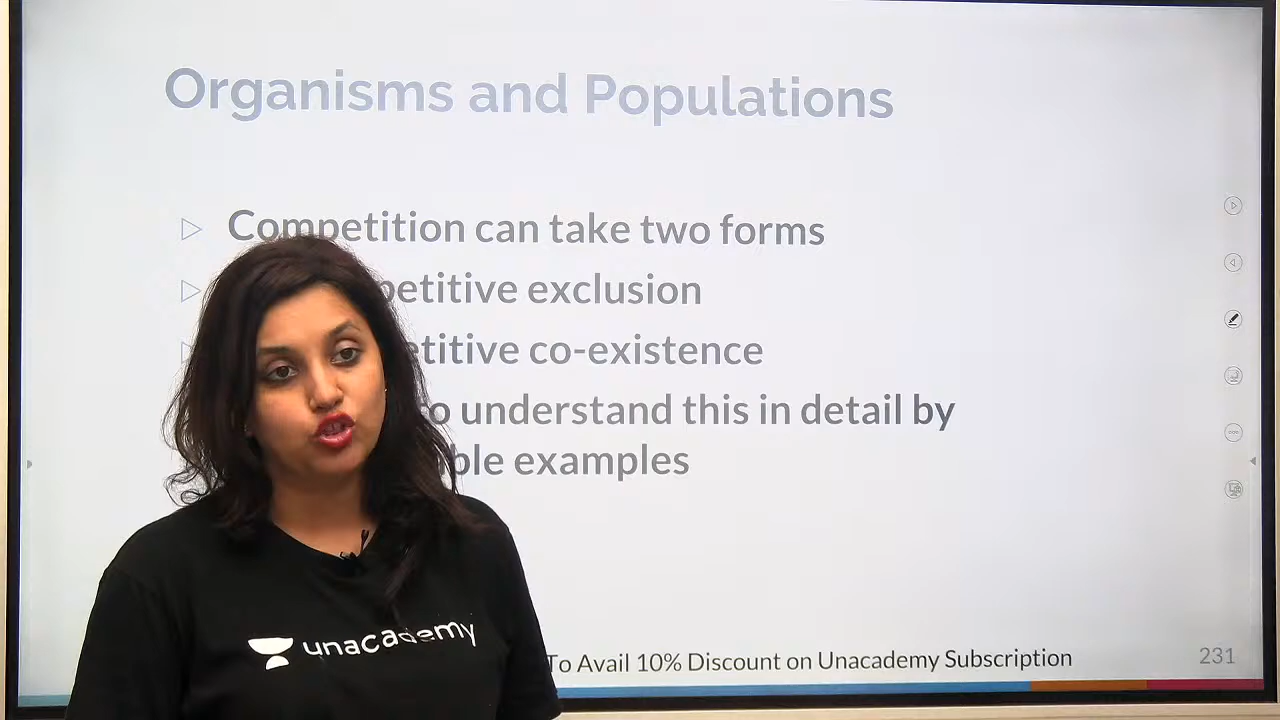 Organisms and Populations
Competition can take two forms
petitive exclusion
etitive co-existence
o understand this in detail by
ble examples
unacademy
To Avail 10% Discount on Unacademy Subscription
231